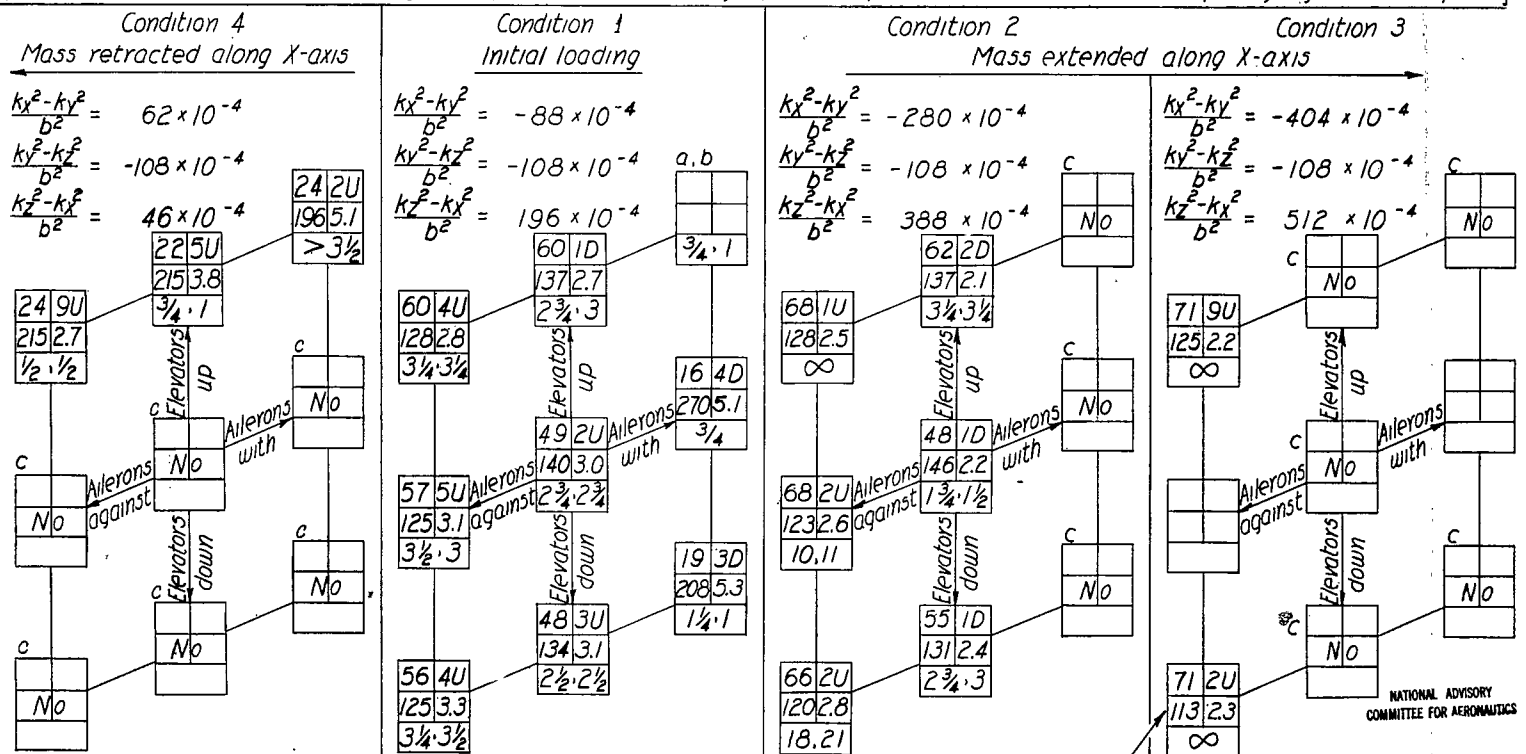 Condition 4
Mass retracted along X-axis
kx²-ky² / b² = 62 × 10⁻⁴
ky²-kz² / b² = -108 × 10⁻⁴
kz²-kx² / b² = 46 × 10⁻⁴
24 2U
196 5.1
> 3½
22 5U
215 3.8
¾, 1
24 9U
215 2.7
½, ½
Elevators up
c
No
c
No
Ailerons with
c
No
Ailerons against
Elevators down
c
No
c
No
c
No
Condition 1
Initial loading
kx²-ky² / b² = -88 × 10⁻⁴
ky²-kz² / b² = -108 × 10⁻⁴
kz²-kx² / b² = 196 × 10⁻⁴
a, b
¾, 1
60 1D
137 2.7
2¾, 3
60 4U
128 2.8
3¼, 3¼
Elevators up
16 4D
270 5.1
¾
49 2U
140 3.0
2¾, 2¾
Ailerons with
57 5U
125 3.1
3½, 3
Ailerons against
Elevators down
19 3D
208 5.3
1¼, 1
48 3U
134 3.1
2½, 2½
56 4U
125 3.3
3¼, 3½
Condition 2
Condition 3
Mass extended along X-axis
kx²-ky² / b² = -280 × 10⁻⁴
ky²-kz² / b² = -108 × 10⁻⁴
kz²-kx² / b² = 388 × 10⁻⁴
c
No
62 2D
137 2.1
3¼, 3¼
68 1U
128 2.5
∞
Elevators up
c
No
48 1D
146 2.2
1¾, 1½
Ailerons with
68 2U
123 2.6
10, 11
Ailerons against
Elevators down
c
No
55 1D
131 2.4
2¾, 3
66 2U
120 2.8
18, 21
kx²-ky² / b² = -404 × 10⁻⁴
ky²-kz² / b² = -108 × 10⁻⁴
kz²-kx² / b² = 512 × 10⁻⁴
c
No
c
No
71 9U
125 2.2
∞
Elevators up
c
No
Ailerons with
Ailerons against
Elevators down
c
No
c
No
71 2U
113 2.3
∞
NATIONAL ADVISORY
COMMITTEE FOR AERONAUTICS